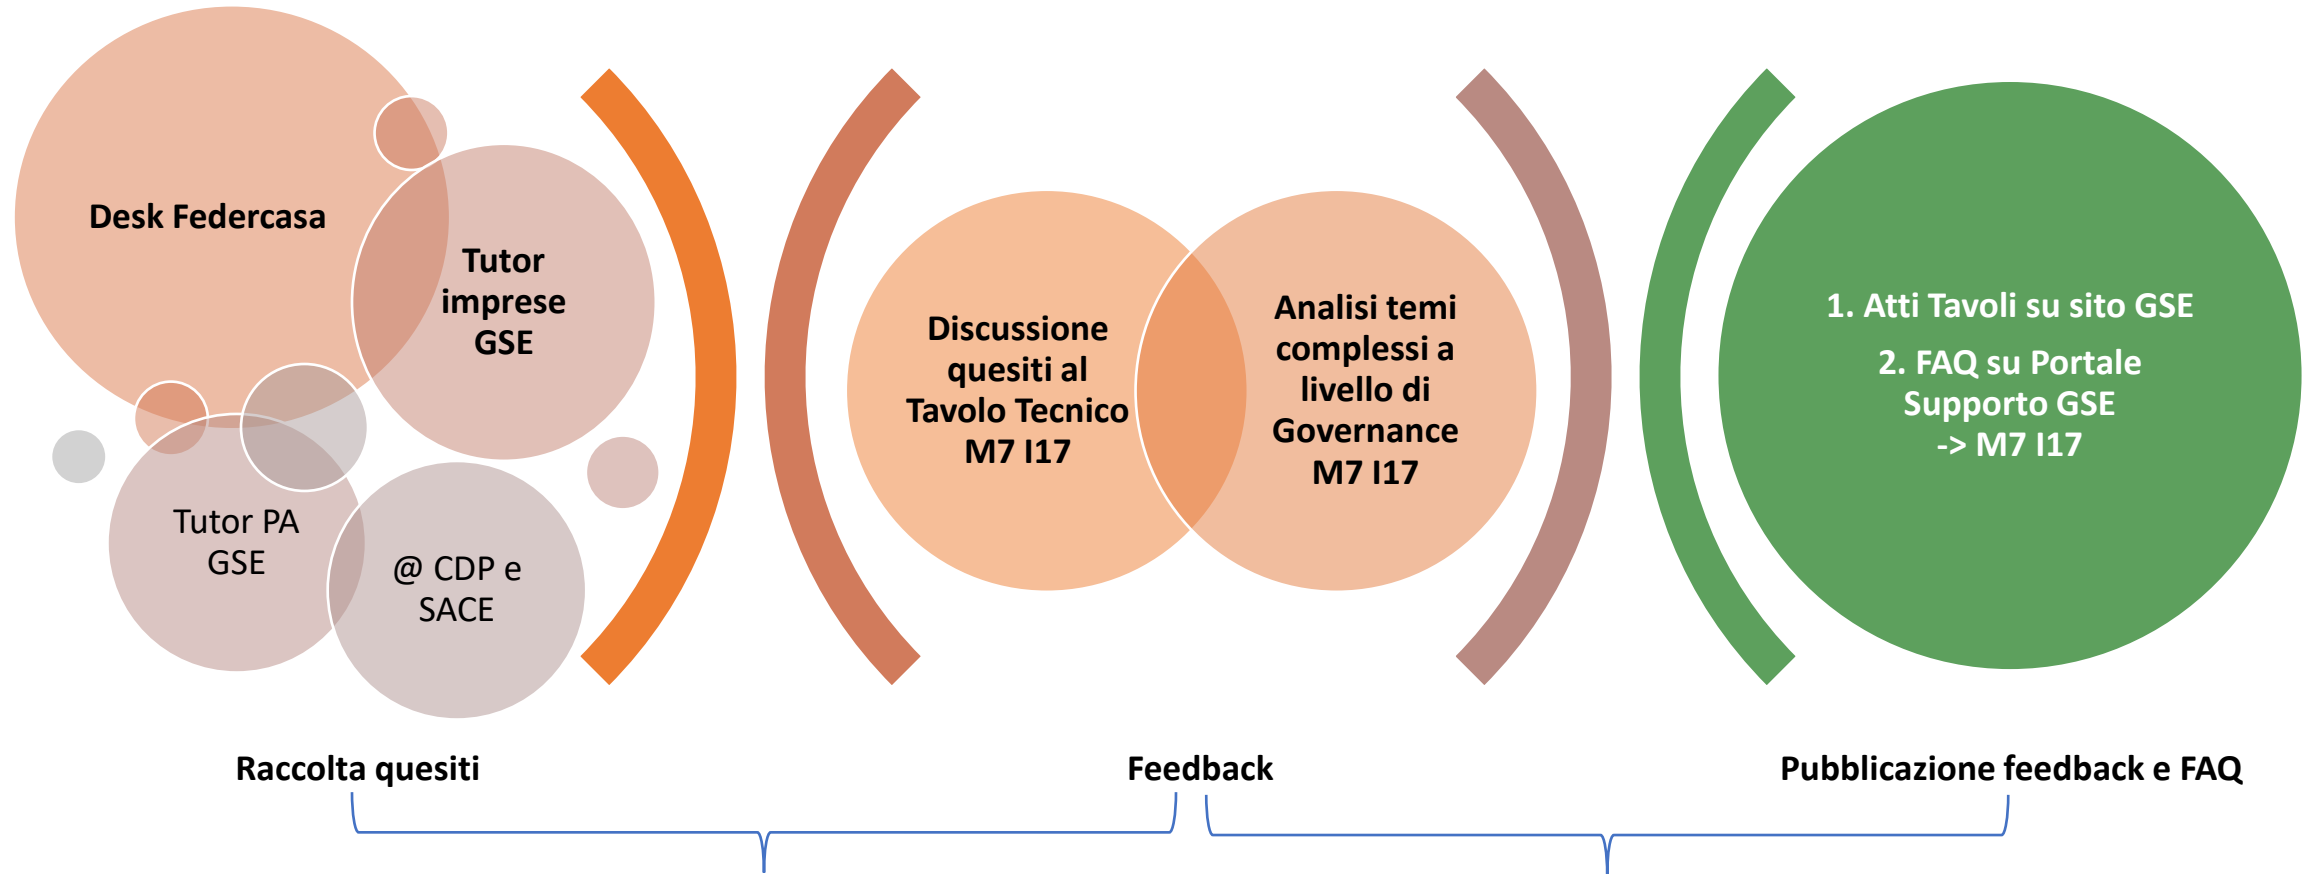 Desk Federcasa
Tutor
imprese
GSE
Tutor PA
GSE
@ CDP e
SACE
Discussione
quesiti al
Tavolo Tecnico
M7 I17
Analisi temi
complessi a
livello di
Governance
M7 I17
1. Atti Tavoli su sito GSE
2. FAQ su Portale
Supporto GSE
-> M7 I17
Raccolta quesiti
Feedback
Pubblicazione feedback e FAQ